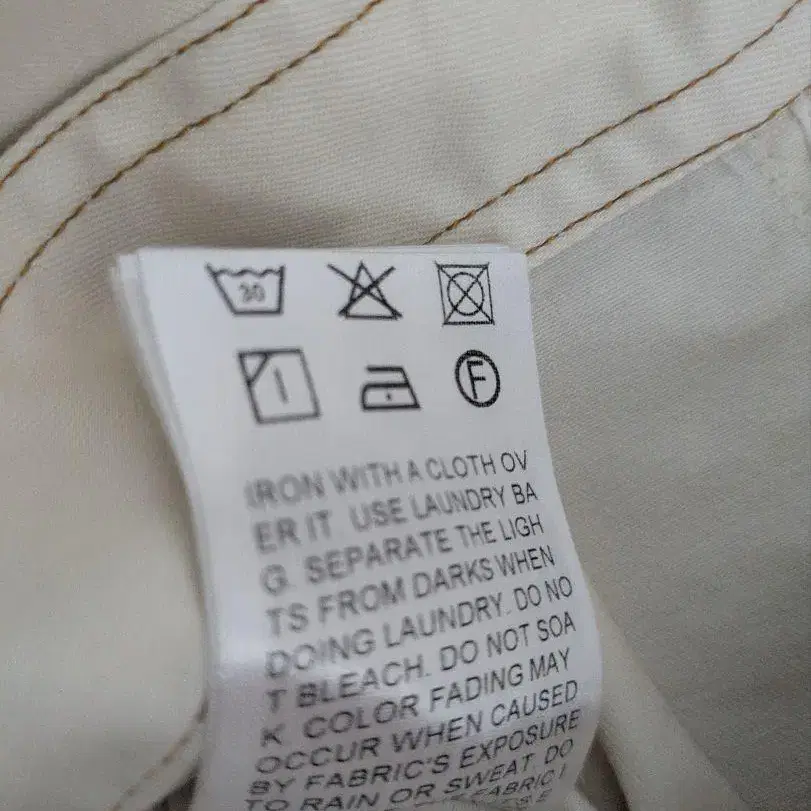 30
F
IRON WITH A CLOTH OV
ER IT USE LAUNDRY BA
G. SEPARATE THE LIGH
TS FROM DARKS WHEN
DOING LAUNDRY. DO NO
T BLEACH. DO NOT SOA
K COLOR FADING MAY
OCCUR WHEN CAUSED
BY FABRIC'S EXPOSURE
TO RAIN OR SWEAT. DO
FABRIC I